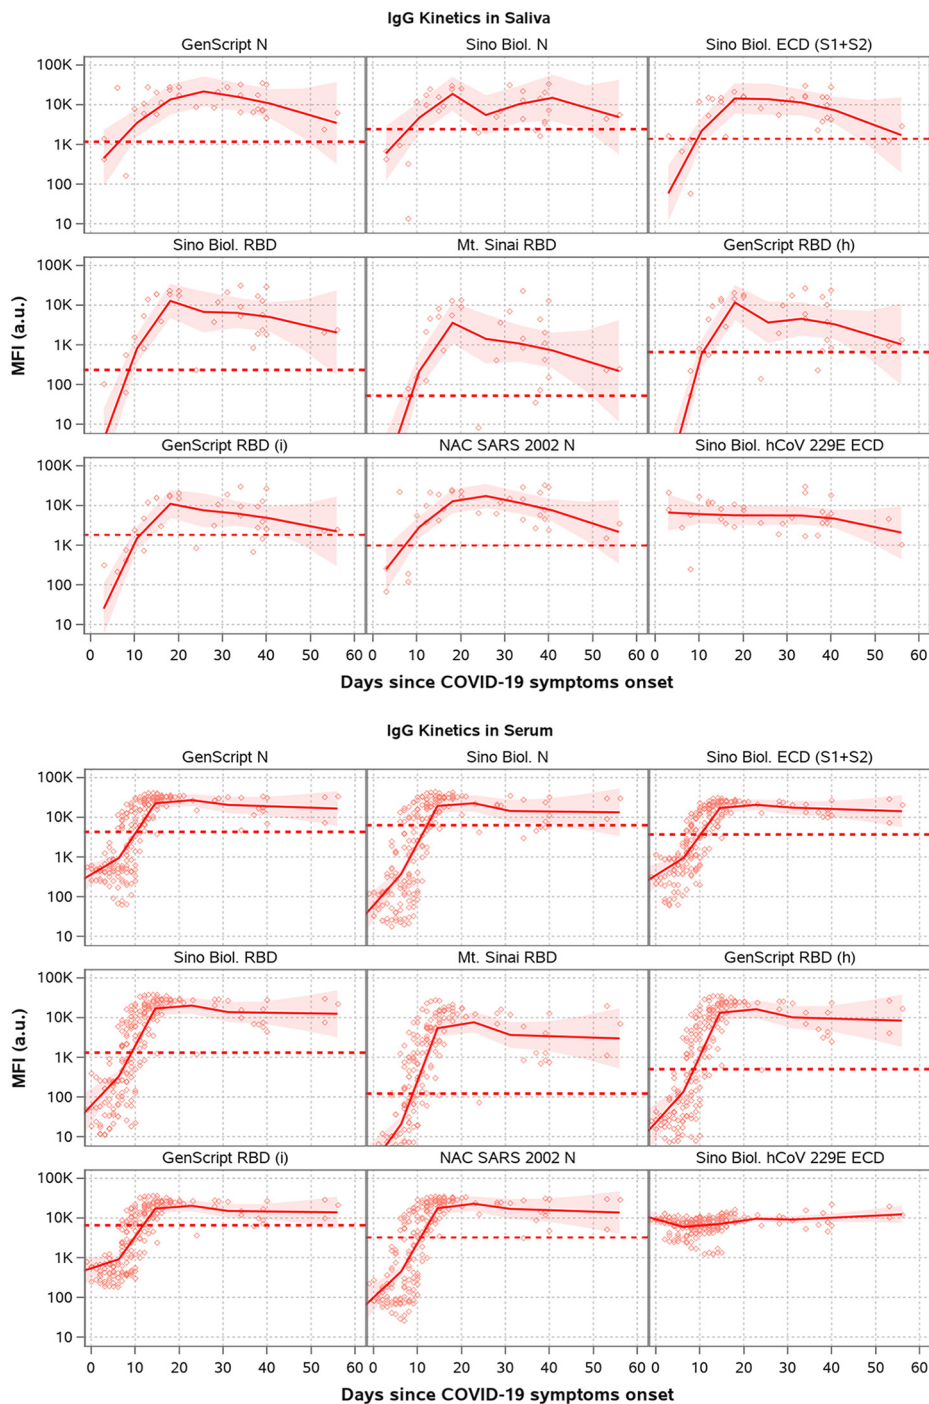 IgG Kinetics in Saliva
GenScript N Sino Biol. N Sino Biol. ECD (S1+S2)
100K
10K
1K
100
10
Sino Biol. RBD Mt. Sinai RBD GenScript RBD (h)
100K
10K
1K
100
10
MFI (a.u.)
GenScript RBD (i) NAC SARS 2002 N Sino Biol. hCoV 229E ECD
100K
10K
1K
100
10
0 10 20 30 40 50 60 0 10 20 30 40 50 60 0 10 20 30 40 50 60
Days since COVID-19 symptoms onset
IgG Kinetics in Serum
GenScript N Sino Biol. N Sino Biol. ECD (S1+S2)
100K
10K
1K
100
10
Sino Biol. RBD Mt. Sinai RBD GenScript RBD (h)
100K
10K
1K
100
10
MFI (a.u.)
GenScript RBD (i) NAC SARS 2002 N Sino Biol. hCoV 229E ECD
100K
10K
1K
100
10
0 10 20 30 40 50 60 0 10 20 30 40 50 60 0 10 20 30 40 50 60
Days since COVID-19 symptoms onset